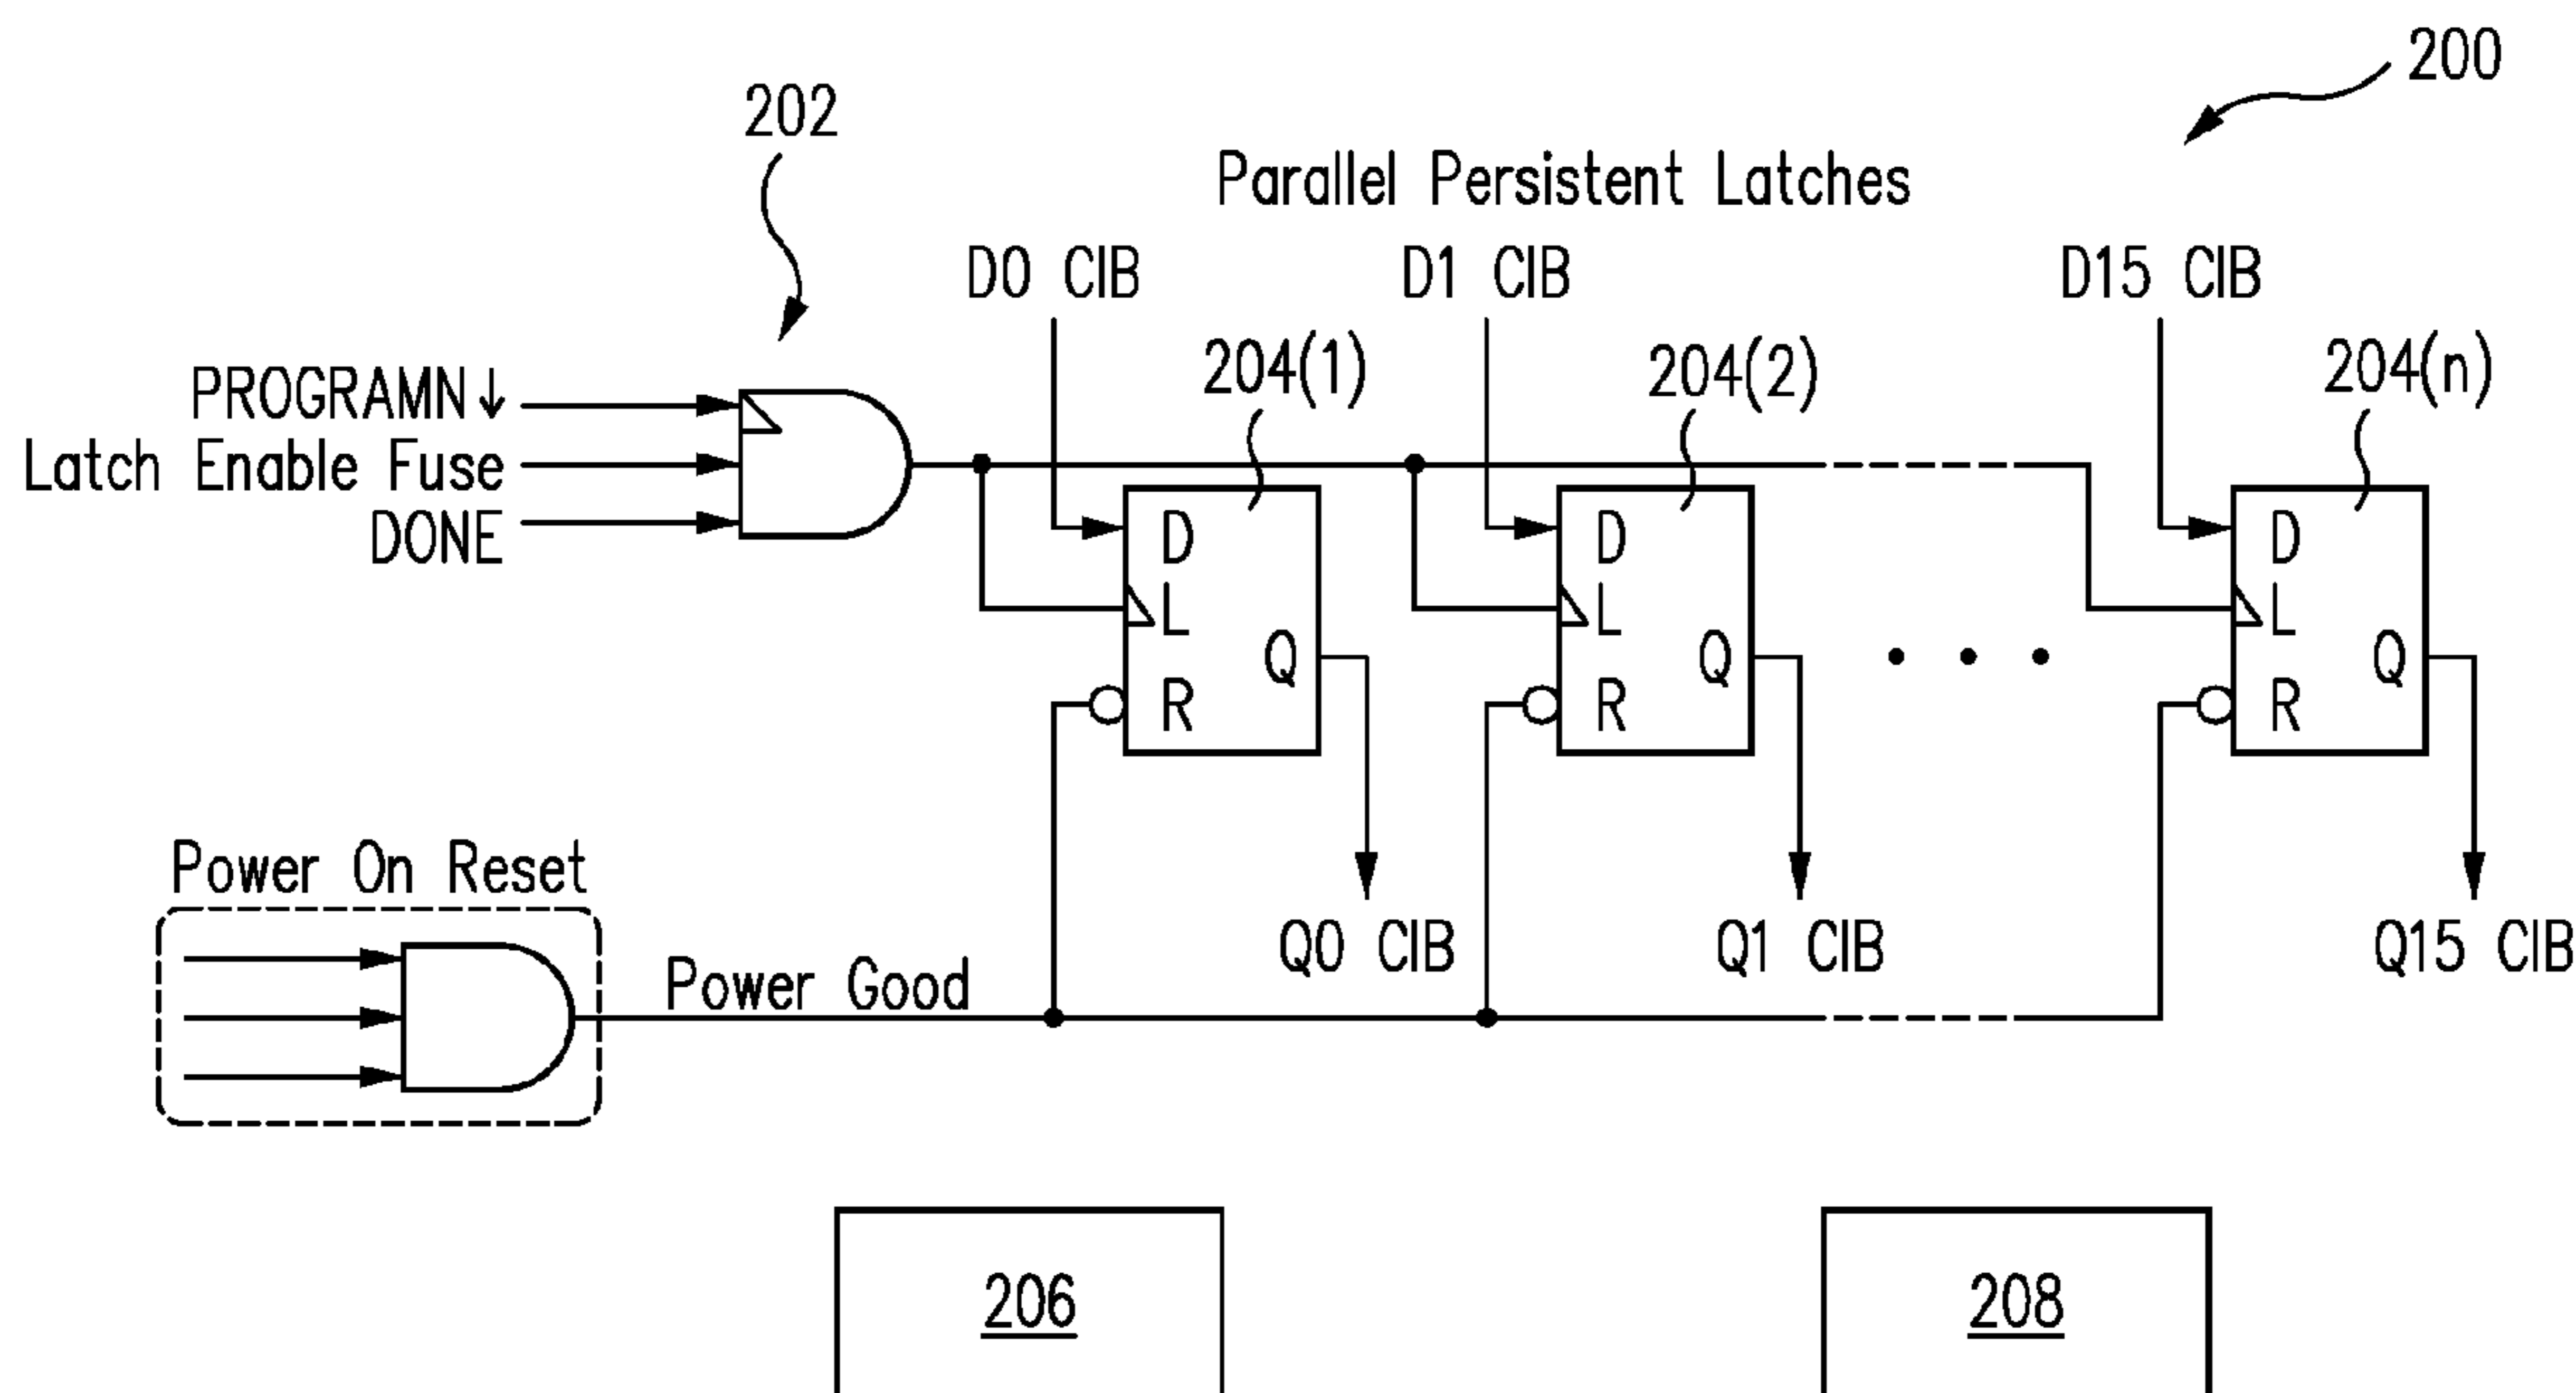 200
202
Parallel Persistent Latches
D0 CIB
D1 CIB
D15 CIB
204(1)
204(2)
204(n)
PROGRAMN↓
Latch Enable Fuse
DONE
D
L
R
Q
D
L
R
Q
• • •
D
L
R
Q
Power On Reset
Power Good
Q0 CIB
Q1 CIB
Q15 CIB
206
208